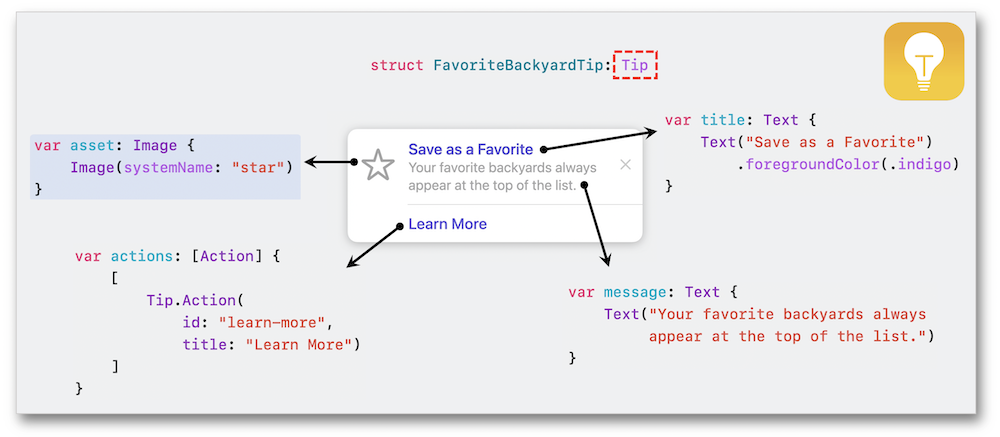 struct FavoriteBackyardTip: Tip
T
var asset: Image {
Image(systemName: "star")
}
Save as a Favorite
Your favorite backyards always
appear at the top of the list.
Learn More
var title: Text {
Text("Save as a Favorite")
.foregroundColor(.indigo)
}
var actions: [Action] {
[
Tip.Action(
id: "learn-more",
title: "Learn More")
]
}
var message: Text {
Text("Your favorite backyards always
appear at the top of the list.")
}